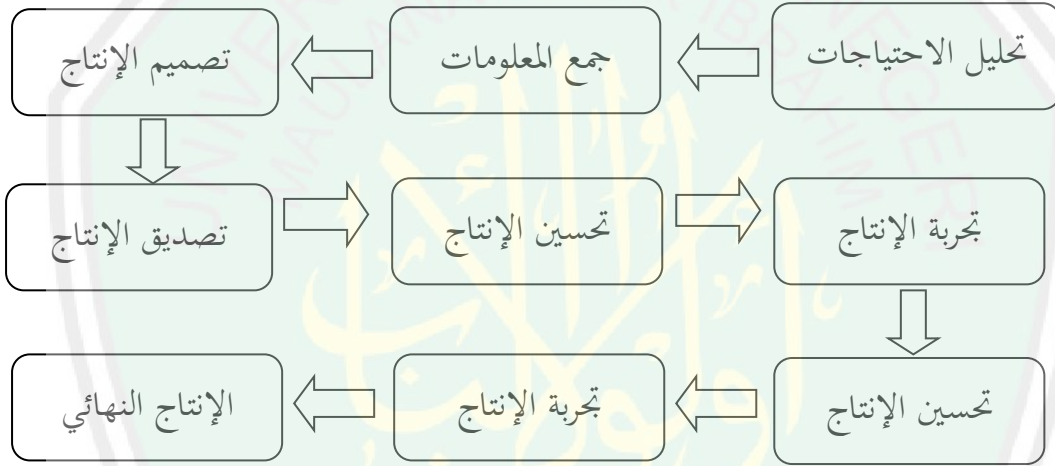 تحليل الاحتياجات
جمع المعلومات
تصميم الإنتاج
تصديق الإنتاج
تحسين الإنتاج
تجربة الإنتاج
تحسين الإنتاج
تجربة الإنتاج
الإنتاج النهائي